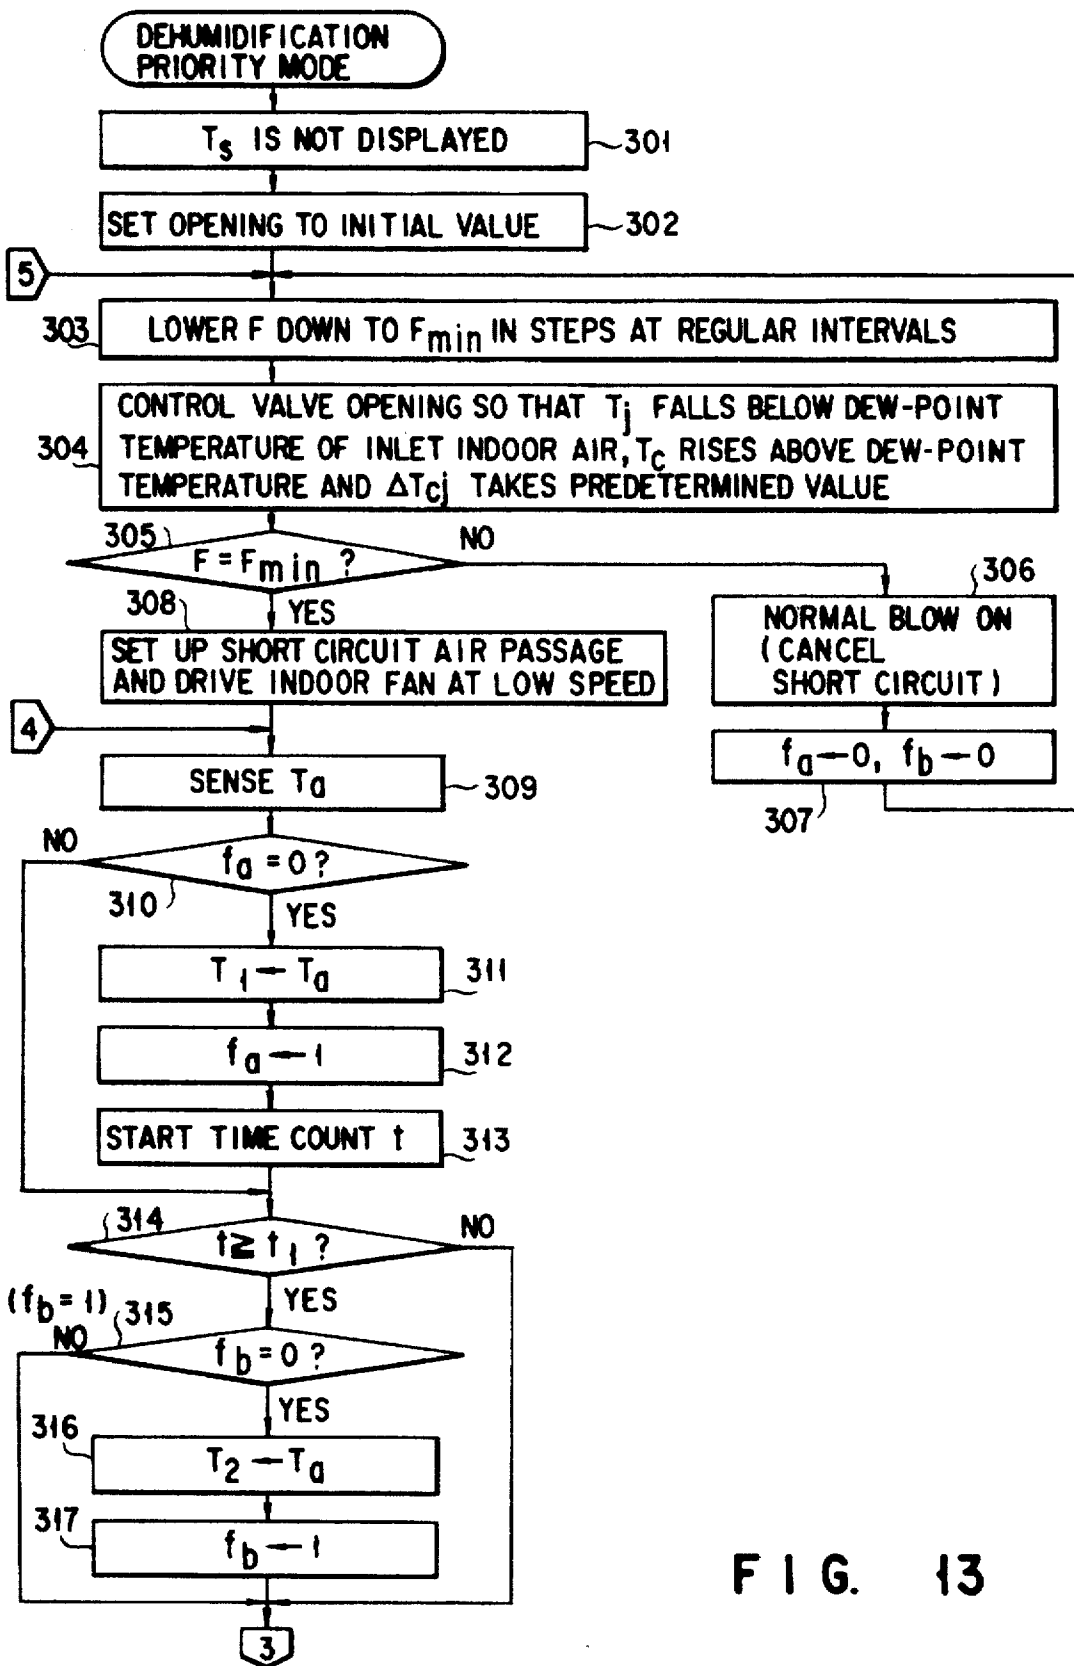 DEHUMIDIFICATION
PRIORITY MODE
Ts IS NOT DISPLAYED
301
SET OPENING TO INITIAL VALUE
302
5
303
LOWER F DOWN TO Fmin IN STEPS AT REGULAR INTERVALS
304
CONTROL VALVE OPENING SO THAT Tj FALLS BELOW DEW-POINT
TEMPERATURE OF INLET INDOOR AIR, Tc RISES ABOVE DEW-POINT
TEMPERATURE AND ΔTcj TAKES PREDETERMINED VALUE
305
F = Fmin ?
NO
YES
306
NORMAL BLOW ON
(CANCEL
SHORT CIRCUIT)
fa ← 0, fb ← 0
307
308
SET UP SHORT CIRCUIT AIR PASSAGE
AND DRIVE INDOOR FAN AT LOW SPEED
4
SENSE Ta
309
NO
fa = 0 ?
310
YES
T1 ← Ta
311
fa ← 1
312
START TIME COUNT t
313
314
t ≧ t1 ?
NO
YES
(fb = 1)
315
NO
fb = 0 ?
YES
316
T2 ← Ta
317
fb ← 1
3
FIG. 13